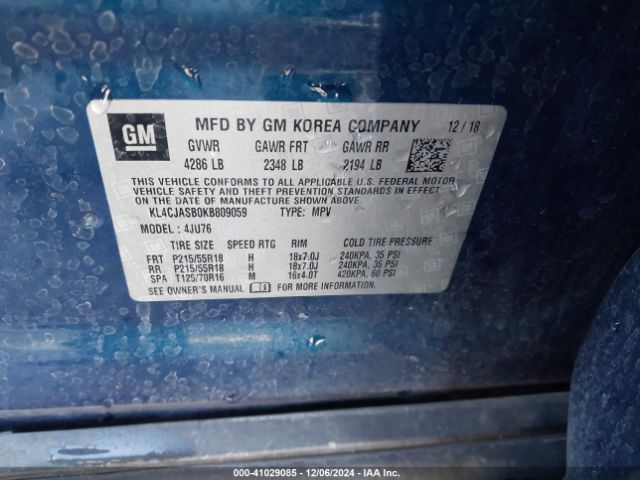 GM
MFD BY GM KOREA COMPANY 12/18
GVWR GAWR FRT GAWR RR
4286 LB 2348 LB 2194 LB
THIS VEHICLE CONFORMS TO ALL APPLICABLE U.S. FEDERAL MOTOR
VEHICLE SAFETY AND THEFT PREVENTION STANDARDS IN EFFECT
ON THE DATE OF MANUFACTURE SHOWN ABOVE.
KL4CJASB0KB809059 TYPE: MPV
MODEL: 4JU76
TIRE SIZE SPEED RTG RIM COLD TIRE PRESSURE
FRT P215/55R18 H 18x7.0J 240KPA, 35 PSI
RR P215/55R18 H 18x7.0J 240KPA, 35 PSI
SPA T125/70R16 M 16x4.0T 420KPA, 60 PSI
SEE OWNER'S MANUAL FOR MORE INFORMATION.
000-41029085 - 12/06/2024 - IAA Inc.